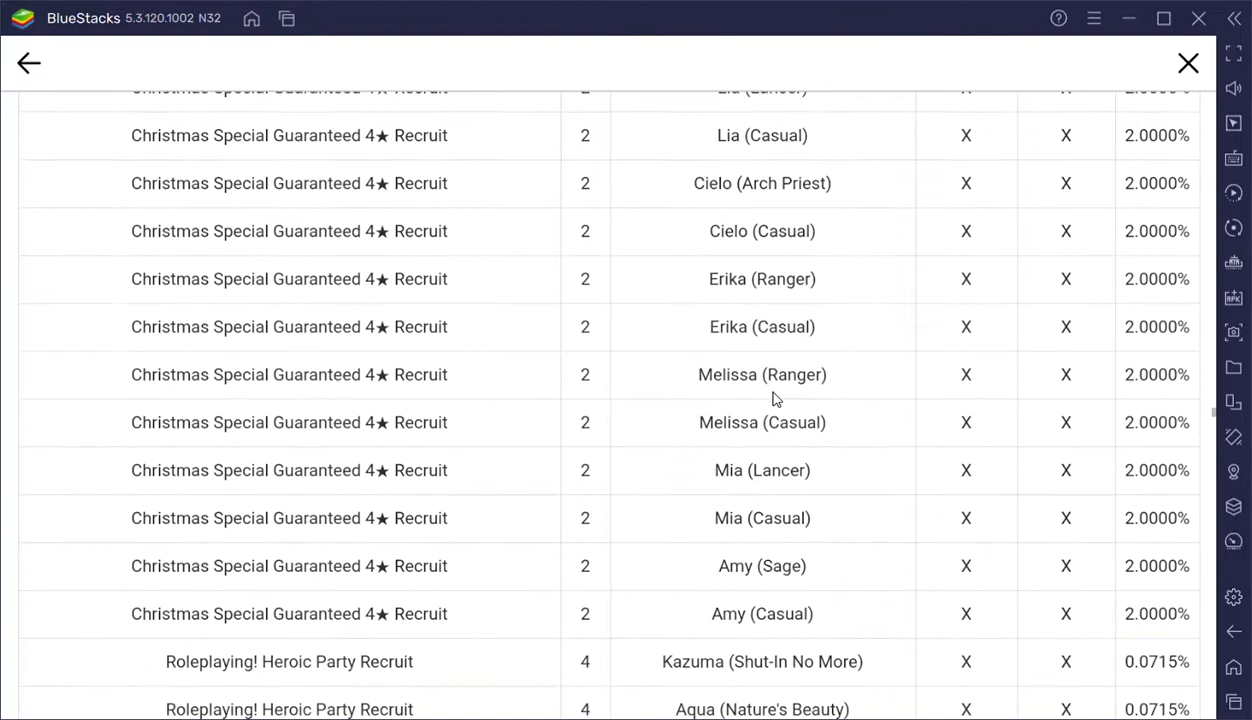 BlueStacks 5.3.120.1002 N32
Christmas Special Guaranteed 4★ Recruit 2 Lia (Lancer) X X 2.0000%
Christmas Special Guaranteed 4★ Recruit 2 Lia (Casual) X X 2.0000%
Christmas Special Guaranteed 4★ Recruit 2 Cielo (Arch Priest) X X 2.0000%
Christmas Special Guaranteed 4★ Recruit 2 Cielo (Casual) X X 2.0000%
Christmas Special Guaranteed 4★ Recruit 2 Erika (Ranger) X X 2.0000%
Christmas Special Guaranteed 4★ Recruit 2 Erika (Casual) X X 2.0000%
Christmas Special Guaranteed 4★ Recruit 2 Melissa (Ranger) X X 2.0000%
Christmas Special Guaranteed 4★ Recruit 2 Melissa (Casual) X X 2.0000%
Christmas Special Guaranteed 4★ Recruit 2 Mia (Lancer) X X 2.0000%
Christmas Special Guaranteed 4★ Recruit 2 Mia (Casual) X X 2.0000%
Christmas Special Guaranteed 4★ Recruit 2 Amy (Sage) X X 2.0000%
Christmas Special Guaranteed 4★ Recruit 2 Amy (Casual) X X 2.0000%
Roleplaying! Heroic Party Recruit 4 Kazuma (Shut-In No More) X X 0.0715%
Roleplaying! Heroic Party Recruit 4 Aqua (Nature's Beauty) X X 0.0715%